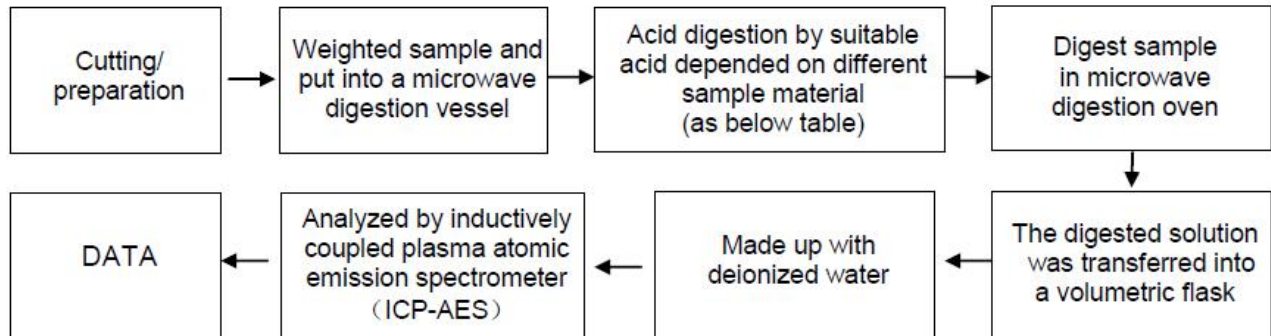 Cutting/
preparation
Weighted sample and
put into a microwave
digestion vessel
Acid digestion by suitable
acid depended on different
sample material
(as below table)
Digest sample
in microwave
digestion oven
The digested solution
was transferred into
a volumetric flask
Made up with
deionized water
Analyzed by inductively
coupled plasma atomic
emission spectrometer
（ICP-AES）
DATA